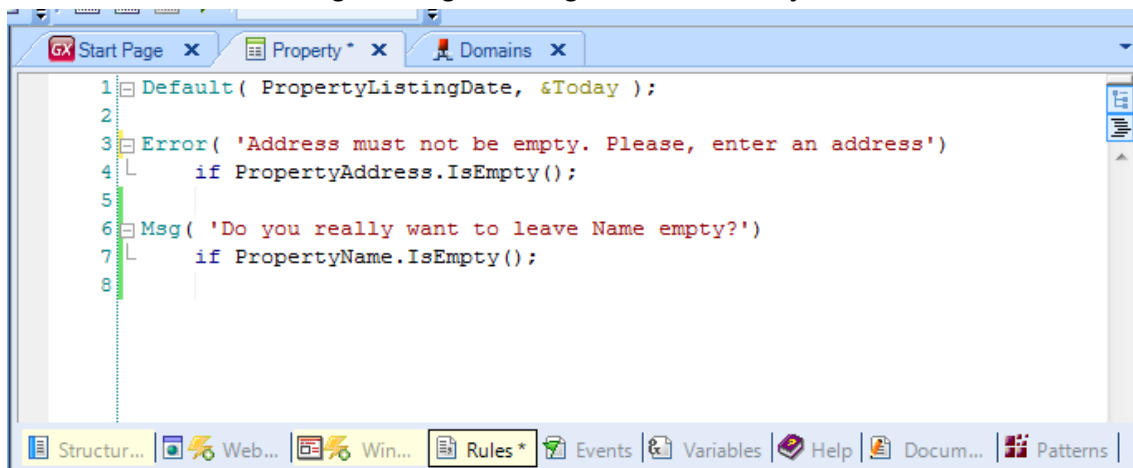 GX Start Page x Property * x Domains x
1 Default( PropertyListingDate, &Today );
2
3 Error( 'Address must not be empty. Please, enter an address')
4 if PropertyAddress.IsEmpty();
5
6 Msg( 'Do you really want to leave Name empty?')
7 if PropertyName.IsEmpty();
8
Structur... Web... Win... Rules * Events Variables Help Docum... Patterns